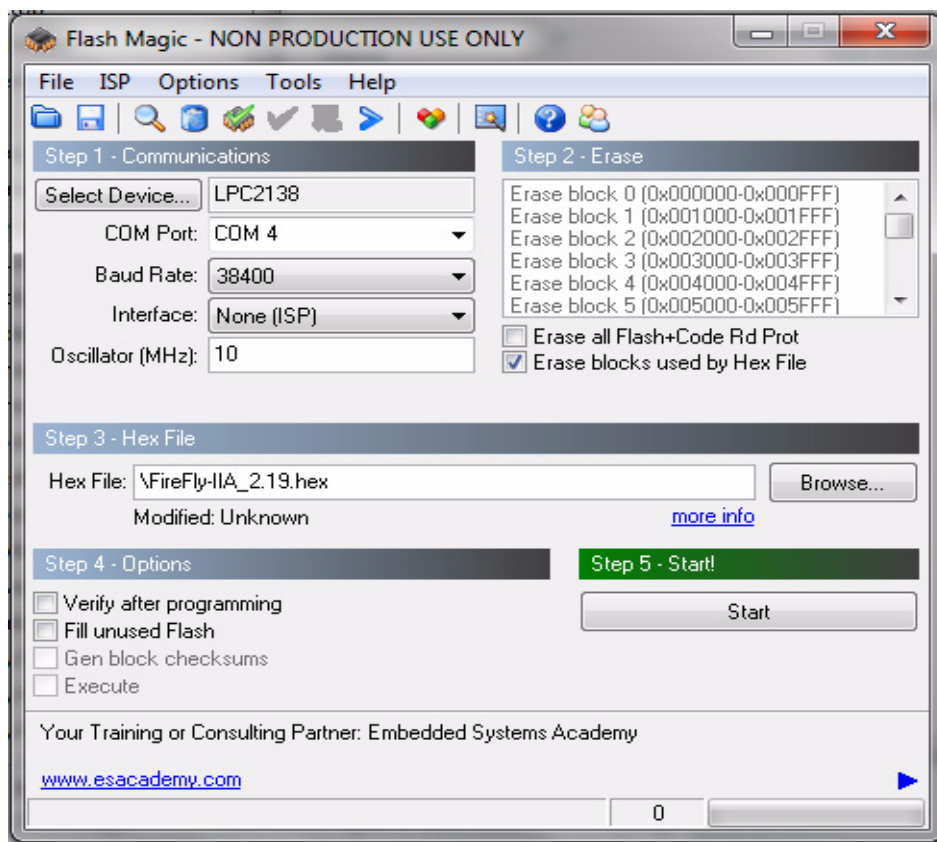 Flash Magic - NON PRODUCTION USE ONLY
File ISP Options Tools Help
Step 1 - Communications
Select Device... LPC2138
COM Port: COM 4
Baud Rate: 38400
Interface: None (ISP)
Oscillator (MHz): 10
Step 2 - Erase
Erase block 0 (0x000000-0x000FFF)
Erase block 1 (0x001000-0x001FFF)
Erase block 2 (0x002000-0x002FFF)
Erase block 3 (0x003000-0x003FFF)
Erase block 4 (0x004000-0x004FFF)
Erase block 5 (0x005000-0x005FFF)
Erase all Flash+Code Rd Prot
Erase blocks used by Hex File
Step 3 - Hex File
Hex File: \FireFly-IIA_2.19.hex Browse...
Modified: Unknown more info
Step 4 - Options
Verify after programming
Fill unused Flash
Gen block checksums
Execute
Step 5 - Start!
Start
Your Training or Consulting Partner: Embedded Systems Academy
www.esacademy.com
0